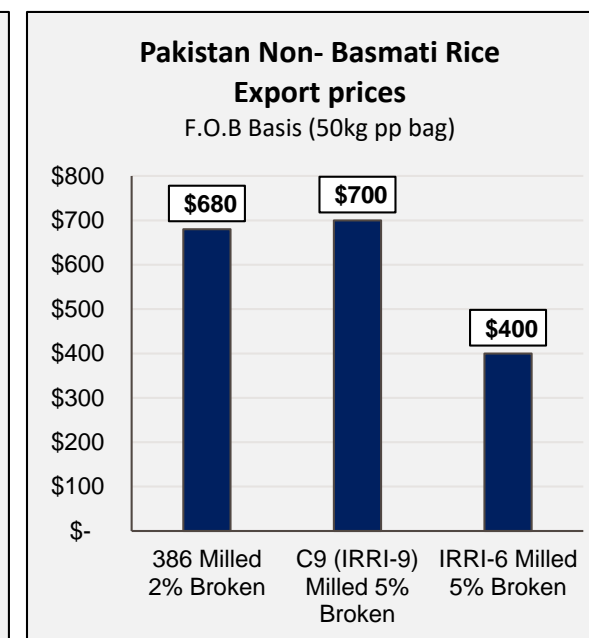 Pakistan Non- Basmati Rice
Export prices
F.O.B Basis (50kg pp bag)
$800
$700
$600
$500
$400
$300
$200
$100
$-
$680
$700
$400
386 Milled
2% Broken
C9 (IRRI-9)
Milled 5%
Broken
IRRI-6 Milled
5% Broken